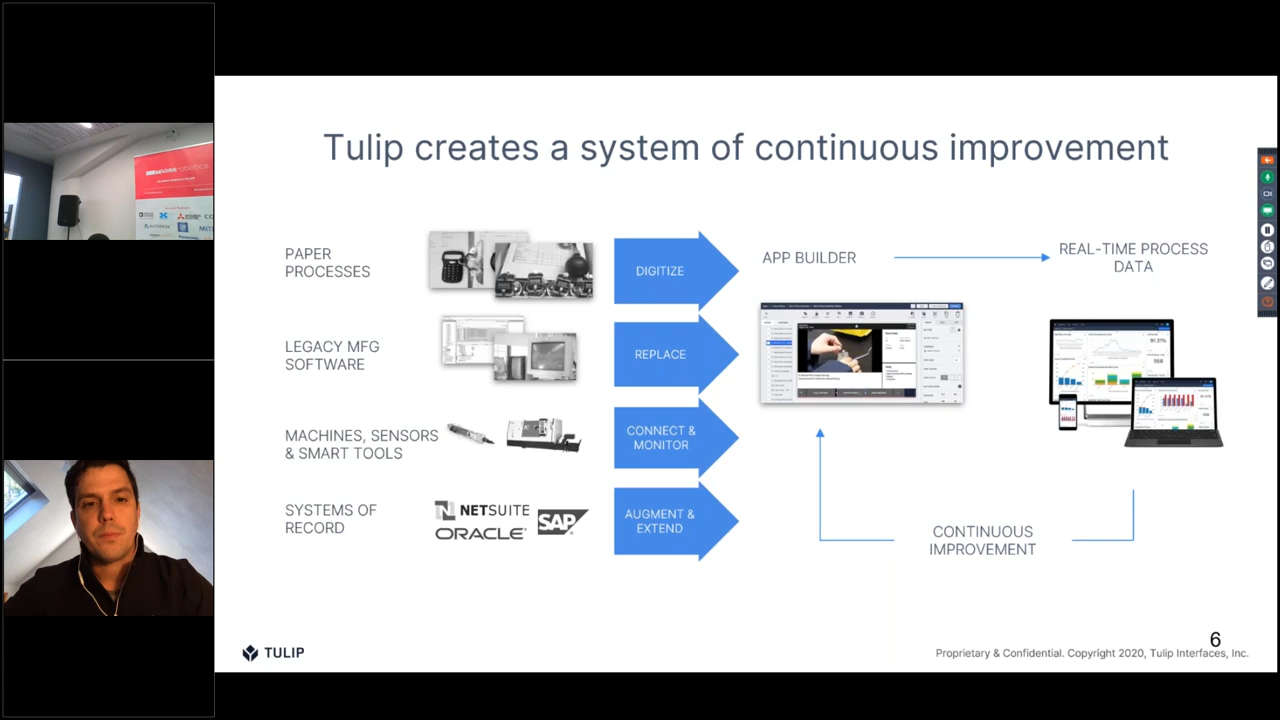 Tulip creates a system of continuous improvement
PAPER
PROCESSES
DIGITIZE
APP BUILDER
REAL-TIME PROCESS
DATA
LEGACY MFG
SOFTWARE
REPLACE
MACHINES, SENSORS
& SMART TOOLS
CONNECT &
MONITOR
SYSTEMS OF
RECORD
NETSUITE
ORACLE
SAP
AUGMENT &
EXTEND
CONTINUOUS
IMPROVEMENT
TULIP
6
Proprietary & Confidential. Copyright 2020, Tulip Interfaces, Inc.